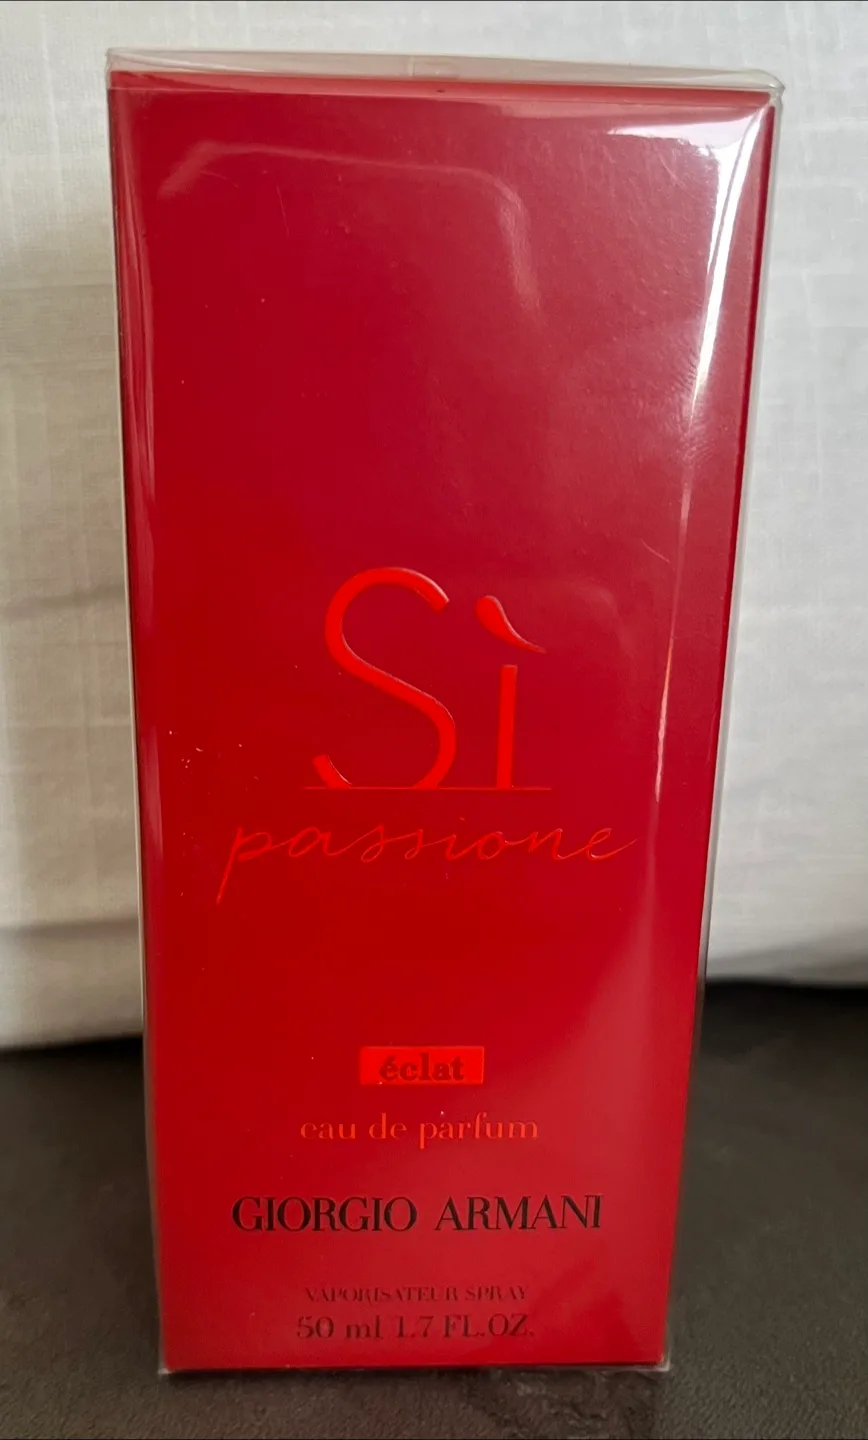 Sì
passione
éclat
eau de parfum
GIORGIO ARMANI
VAPORISATEUR SPRAY
50 ml 1.7 FL.OZ.